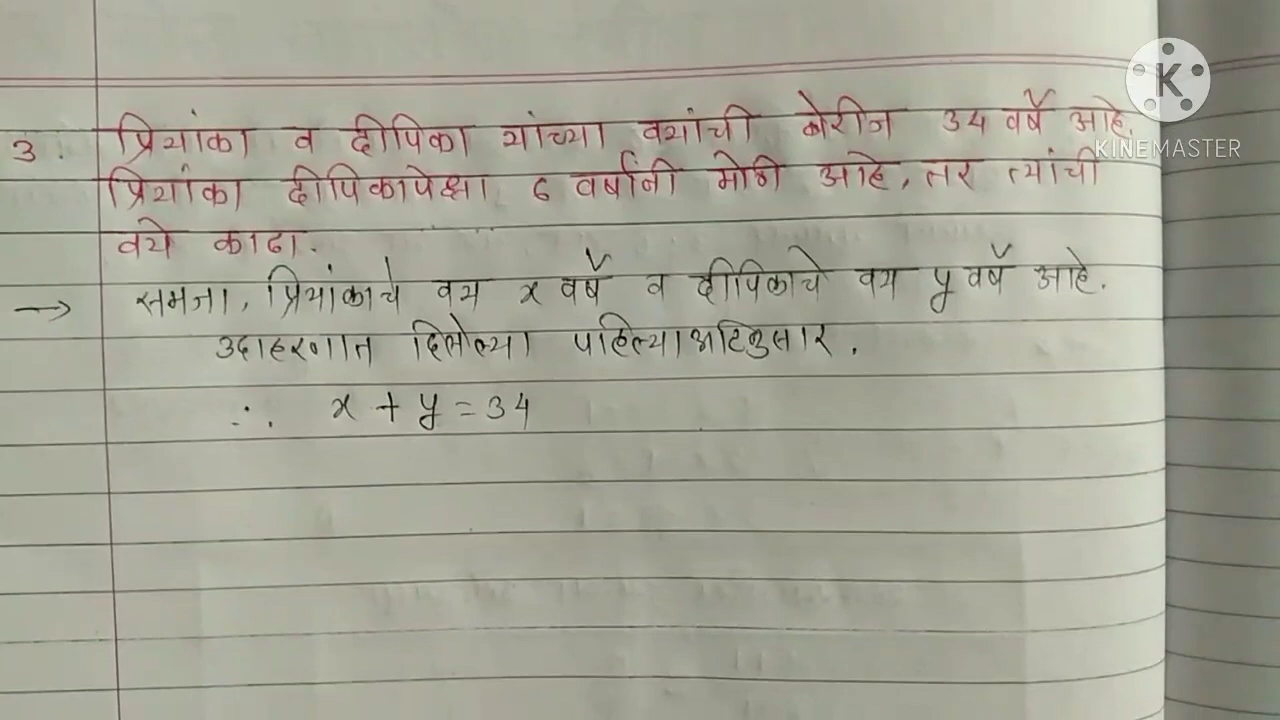 3. प्रियांका व दीपिका यांच्या वयांची बेरीज 34 वर्षे आहे.
प्रियांका दीपिकापेक्षा 6 वर्षांनी मोठी आहे, तर त्यांची
वये काढा.
→ समजा, प्रियांकाचे वय x वर्षे व दीपिकाचे वय y वर्षे आहे.
उदाहरणात दिलेल्या पहिल्या अटिनुसार.
∴ x + y = 34
K
KINEMASTER